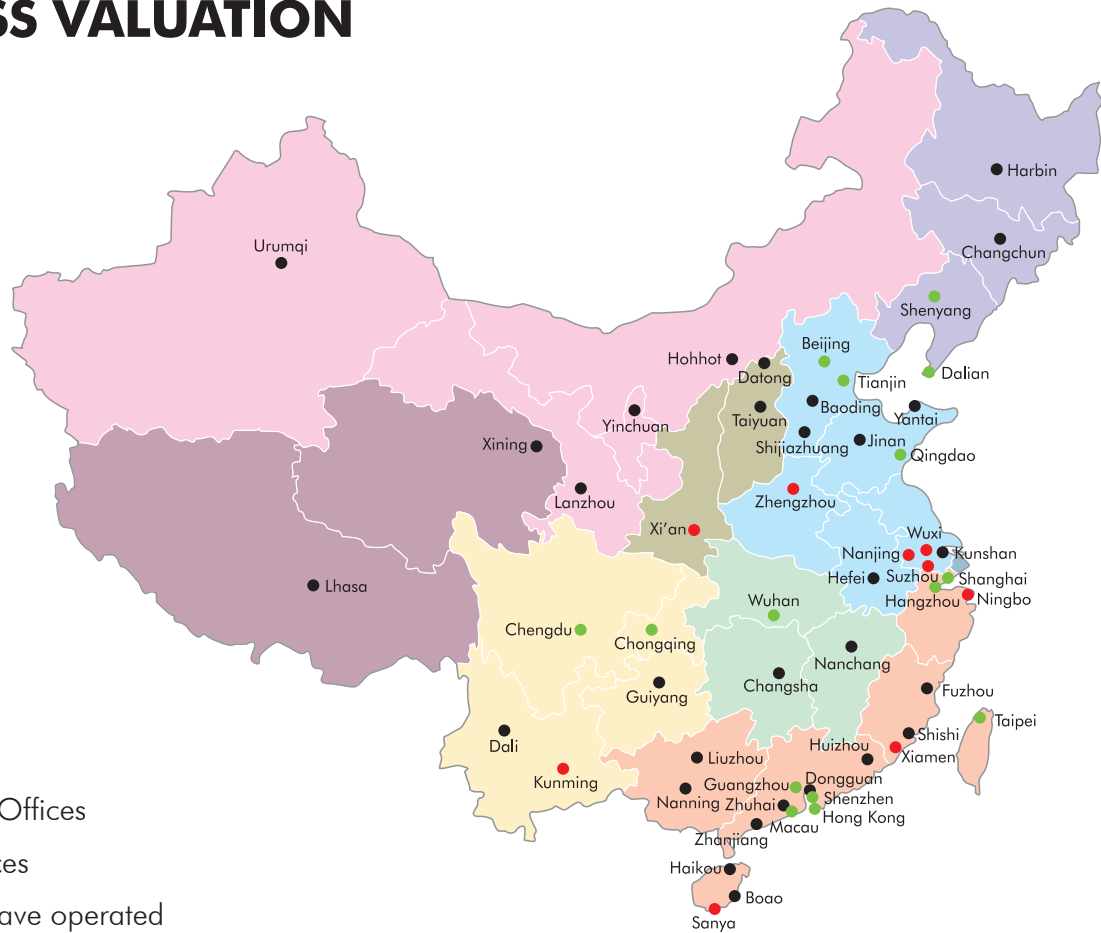 SS VALUATION
Harbin
Urumqi
Changchun
Shenyang
Beijing
Hohhot
Datong
Dalian
Tianjin
Baoding
Yantai
Taiyuan
Yinchuan
Xining
Shijiazhuang
Jinan
Qingdao
Lanzhou
Zhengzhou
Xi’an
Wuxi
Nanjing
Kunshan
Hefei
Suzhou
Shanghai
Lhasa
Hangzhou
Ningbo
Wuhan
Chengdu
Chongqing
Nanchang
Changsha
Guiyang
Fuzhou
Taipei
Shishi
Dali
Huizhou
Xiamen
Liuzhou
Kunming
Guangzhou
Dongguan
Nanning
Zhuhai
Shenzhen
Offices
Hong Kong
Macau
Zhanjiang
ces
Haikou
Boao
ave operated
Sanya